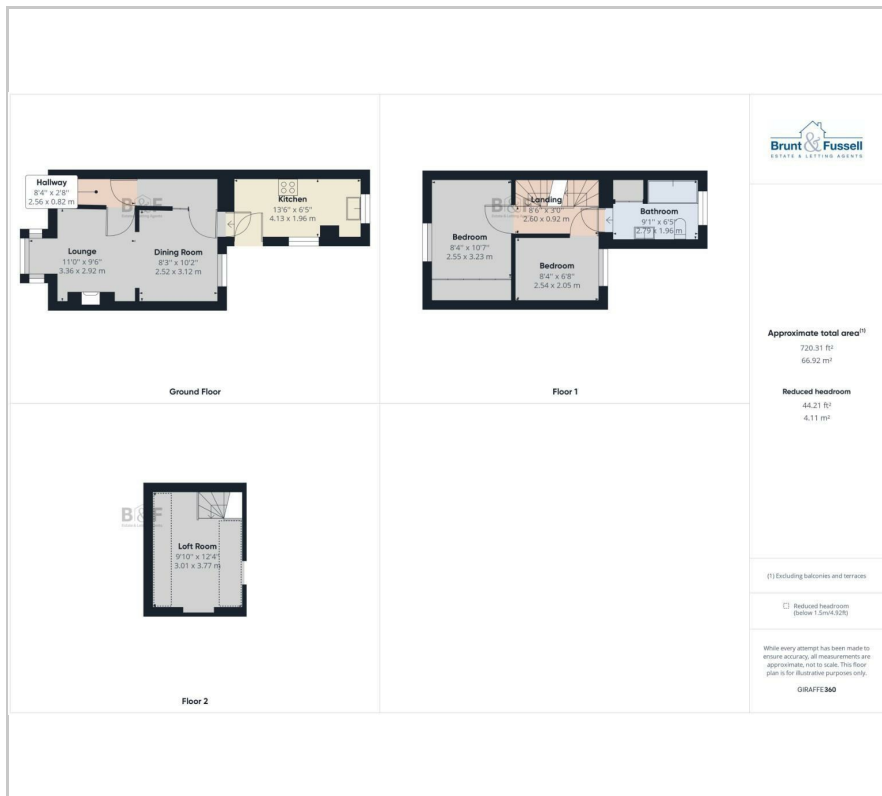 Hallway
8'4" x 2'8"
2.56 x 0.82 m
B&F
Kitchen
13'6" x 6'5"
4.13 x 1.96 m
Lounge
11'0" x 9'6"
3.36 x 2.92 m
Dining Room
8'3" x 10'2"
2.52 x 3.12 m
Ground Floor
Landing
8'6" x 3'0"
2.60 x 0.92 m
B&F
Bathroom
9'1" x 6'5"
2.79 x 1.96 m
Bedroom
8'4" x 10'7"
2.55 x 3.23 m
Bedroom
8'4" x 6'8"
2.54 x 2.05 m
Floor 1
B&F
Loft Room
9'10" x 12'4"
3.01 x 3.77 m
Floor 2
Brunt & Fussell
ESTATE & LETTING AGENTS
Approximate total area(1)
720.31 ft²
66.92 m²
Reduced headroom
44.21 ft²
4.11 m²
(1) Excluding balconies and terraces
Reduced headroom
(below 1.5m/4.92ft)
While every attempt has been made to
ensure accuracy, all measurements are
approximate, not to scale. This floor
plan is for illustrative purposes only.
GIRAFFE360